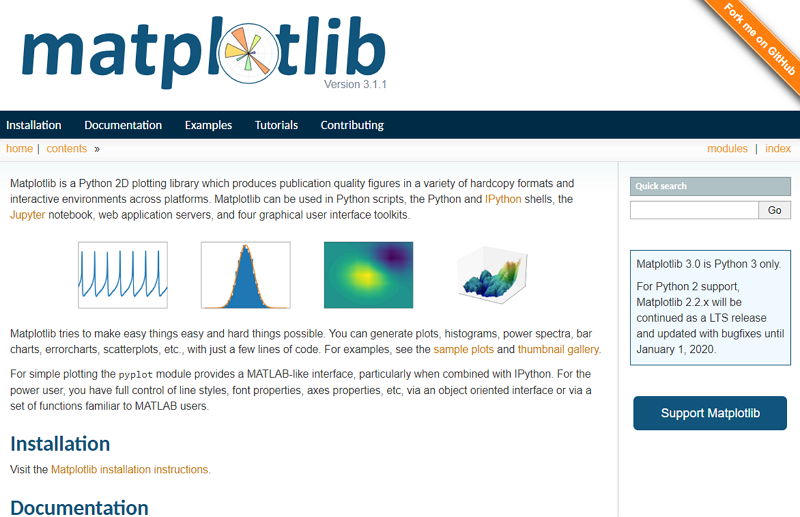 matplotlib
Version 3.1.1
Fork me on GitHub
Installation Documentation Examples Tutorials Contributing
home | contents »
modules | index
Matplotlib is a Python 2D plotting library which produces publication quality figures in a variety of hardcopy formats and
interactive environments across platforms. Matplotlib can be used in Python scripts, the Python and IPython shells, the
Jupyter notebook, web application servers, and four graphical user interface toolkits.
Matplotlib tries to make easy things easy and hard things possible. You can generate plots, histograms, power spectra, bar
charts, errorcharts, scatterplots, etc., with just a few lines of code. For examples, see the sample plots and thumbnail gallery.
For simple plotting the pyplot module provides a MATLAB-like interface, particularly when combined with IPython. For the
power user, you have full control of line styles, font properties, axes properties, etc, via an object oriented interface or via a
set of functions familiar to MATLAB users.
Installation
Visit the Matplotlib installation instructions.
Documentation
Quick search
Go
Matplotlib 3.0 is Python 3 only.
For Python 2 support,
Matplotlib 2.2.x will be
continued as a LTS release
and updated with bugfixes until
January 1, 2020.
Support Matplotlib